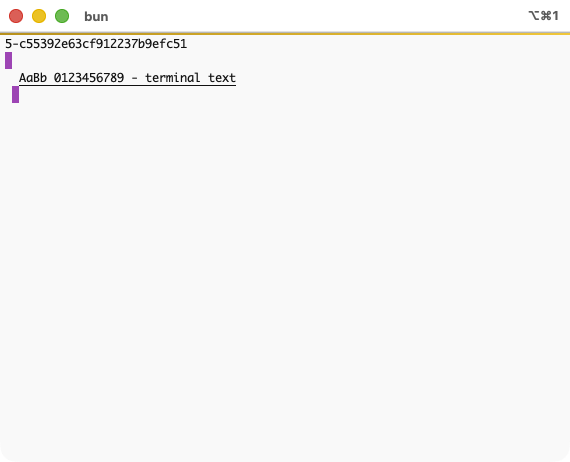 bun
⌥⌘1
5-c55392e63cf912237b9efc51
AaBb 0123456789 - terminal text